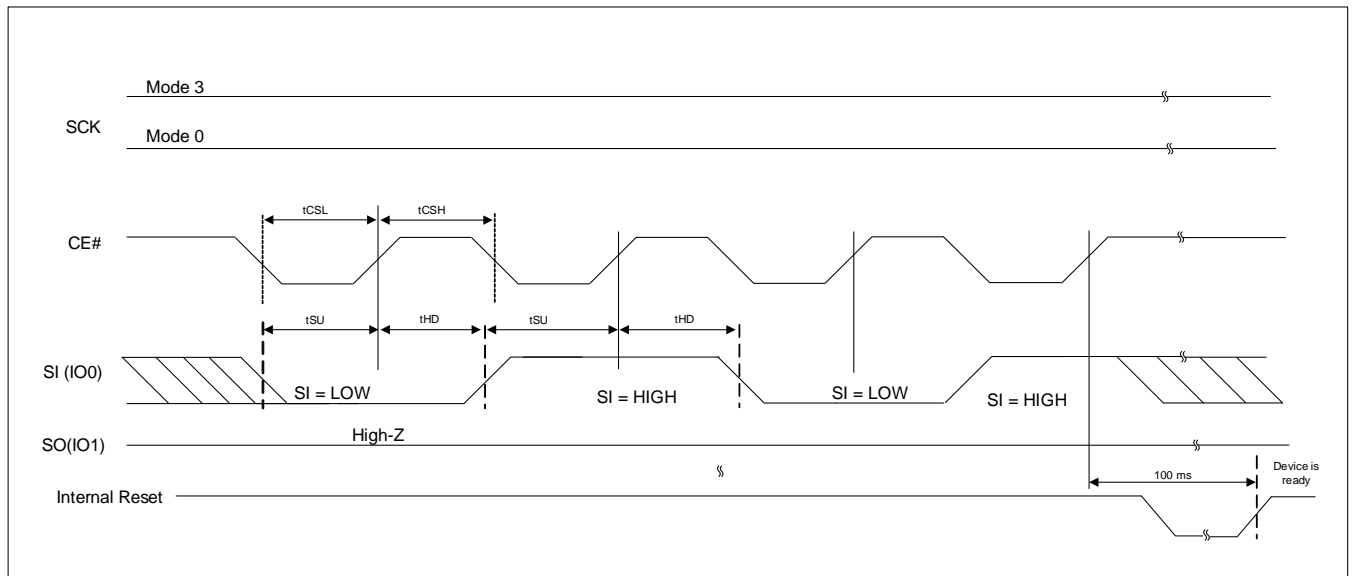 Mode 3
SCK
Mode 0
tCSL
tCSH
CE#
tSU
tHD
tSU
tHD
SI (IO0)
SI = LOW
SI = HIGH
SI = LOW
SI = HIGH
High-Z
SO(IO1)
100 ms
Device is
ready
Internal Reset